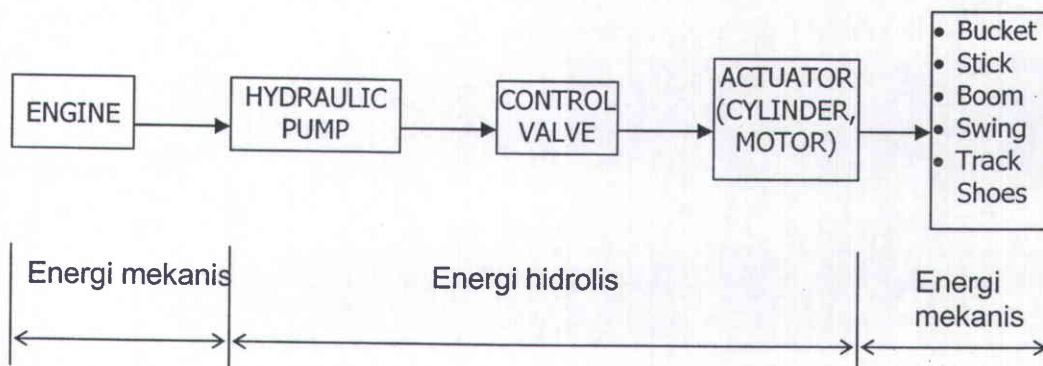 ENGINE
HYDRAULIC
PUMP
CONTROL
VALVE
ACTUATOR
(CYLINDER,
MOTOR)
• Bucket
• Stick
• Boom
• Swing
• Track
Shoes
Energi mekanis
Energi hidrolis
Energi
mekanis